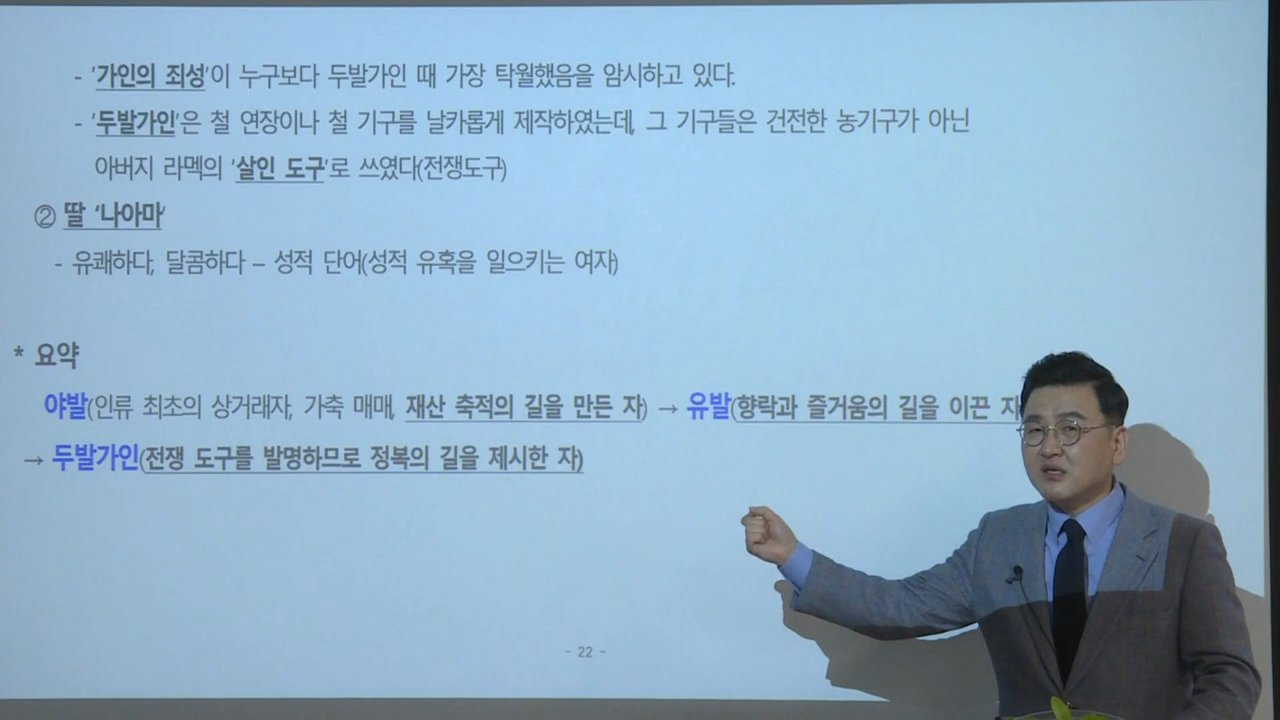 - '가인의 죄성'이 누구보다 두발가인 때 가장 탁월했음을 암시하고 있다.
- '두발가인'은 철 연장이나 철 기구를 날카롭게 제작하였는데, 그 기구들은 건전한 농기구가 아닌
아버지 라멕의 '살인 도구'로 쓰였다(전쟁도구)
② 딸 '나아마'
- 유쾌하다, 달콤하다 – 성적 단어(성적 유혹을 일으키는 여자)
* 요약
야발(인류 최초의 상거래자, 가축 매매, 재산 축적의 길을 만든 자) → 유발(향락과 즐거움의 길을 이끈 자
→ 두발가인(전쟁 도구를 발명하므로 정복의 길을 제시한 자)
- 22 -